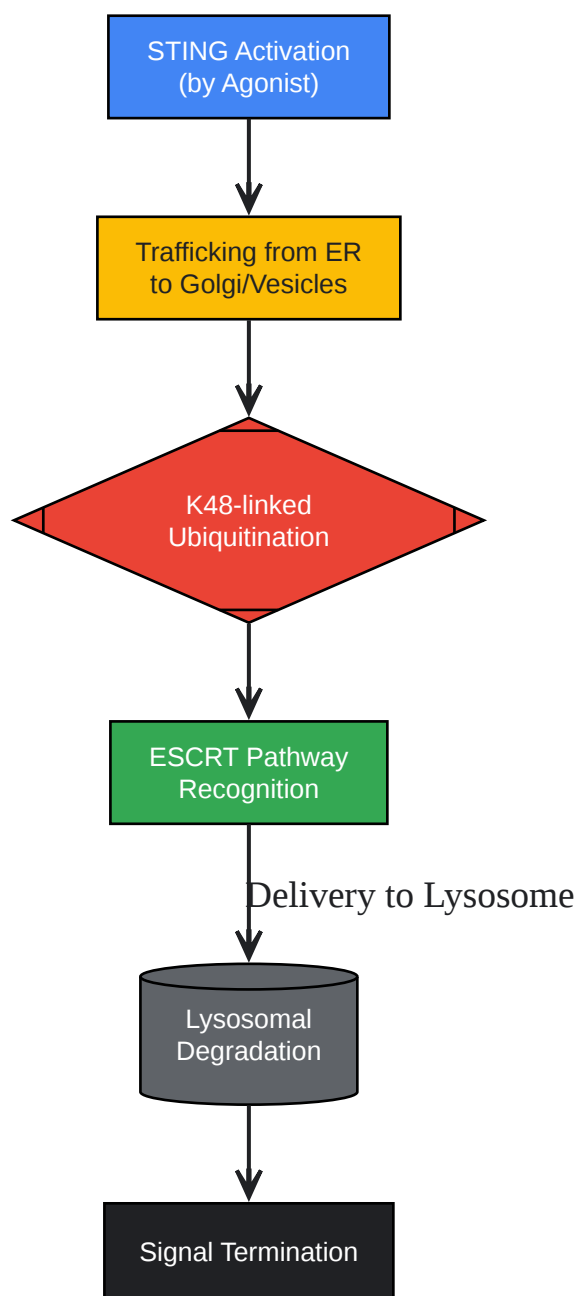 STING Activation
(by Agonist)
Trafficking from ER
to Golgi/Vesicles
K48-linked
Ubiquitination
ESCRT Pathway
Recognition
Delivery to Lysosome
Lysosomal
Degradation
Signal Termination